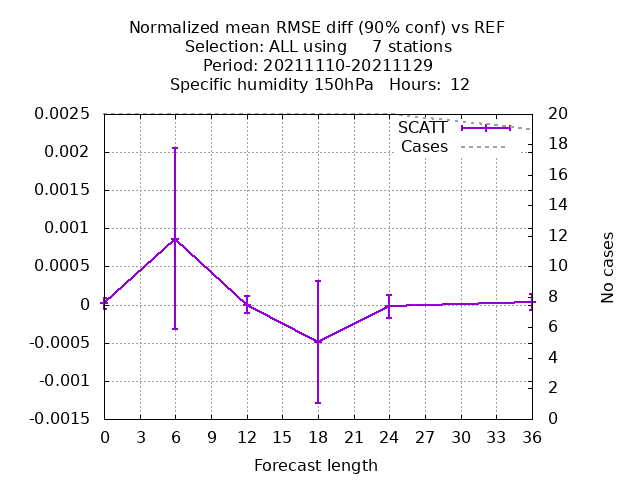 Normalized mean RMSE diff (90% conf) vs REF
Selection: ALL using     7 stations
Period: 20211110-20211129
Specific humidity 150hPa   Hours:  12
0.0025
0.002
0.0015
0.001
0.0005
0
-0.0005
-0.001
-0.0015
SCATT
Cases
20
18
16
14
12
10
8
6
4
2
0
No cases
0 3 6 9 12 15 18 21 24 27 30 33 36
Forecast length